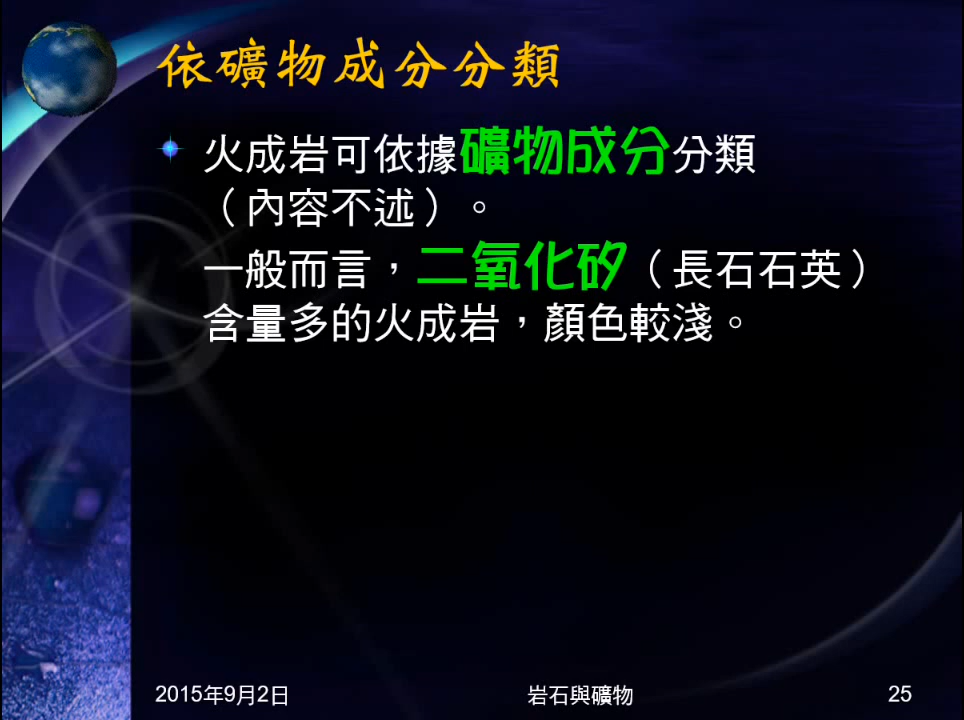 依礦物成分分類
火成岩可依據礦物成分分類
（內容不述）。
一般而言，二氧化矽（長石石英）
含量多的火成岩，顏色較淺。
2015年9月2日
岩石與礦物
25